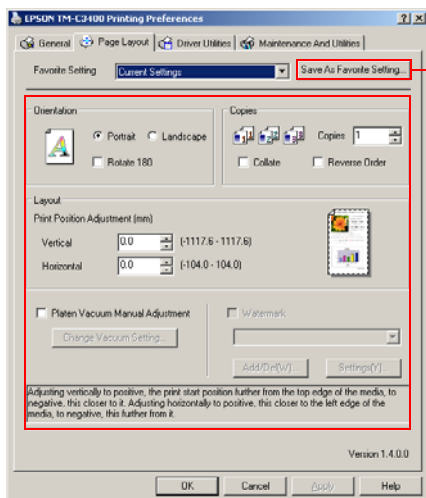 EPSON TM-C3400 Printing Preferences
General Page Layout Driver Utilities Maintenance And Utilities
Favorite Setting Current Settings Save As Favorite Setting...
Orientation Copies
Portrait Landscape Copies 1
Rotate 180 Collate Reverse Order
Layout
Print Position Adjustment (mm)
Vertical 0.0 (-1117.6 - 1117.6)
Horizontal 0.0 (-104.0 - 104.0)
Platen Vacuum Manual Adjustment Watermark
Change Vacuum Setting...
Add/Del(W)... Settings(Y)...
Adjusting vertically to positive, the print start position further from the top edge of the media, to
negative, this closer to it. Adjusting horizontally to positive, this closer to the left edge of the
media, to negative, this further from it.
Version 1.4.0.0
OK Cancel Apply Help